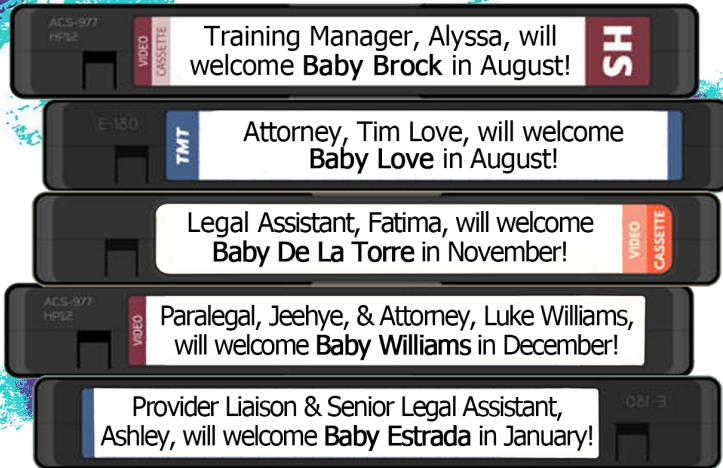 ACS-977
HP12
VIDEO
CASSETTE
Training Manager, Alyssa, will
welcome Baby Brock in August!
SH
E-180
TMT
Attorney, Tim Love, will welcome
Baby Love in August!
Legal Assistant, Fatima, will welcome
Baby De La Torre in November!
VIDEO
CASSETTE
ACS-977
HP12
VIDEO
Paralegal, Jeehye, & Attorney, Luke Williams,
will welcome Baby Williams in December!
Provider Liaison & Senior Legal Assistant,
Ashley, will welcome Baby Estrada in January!
E-180